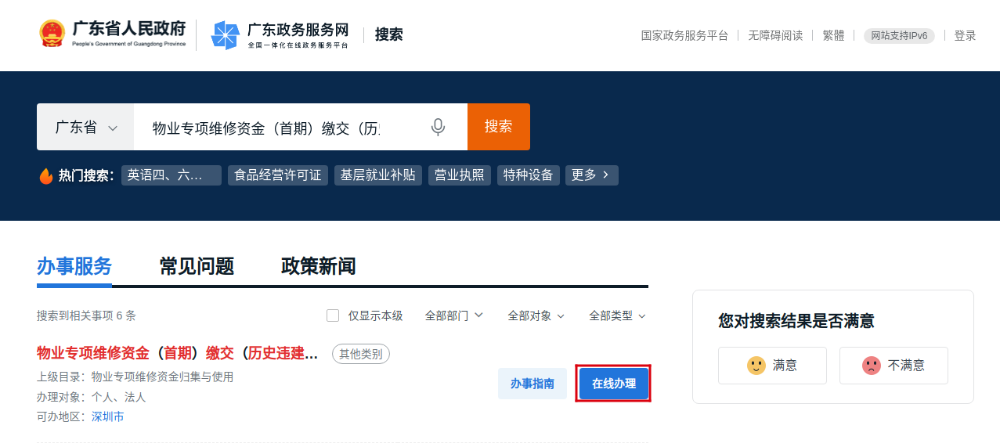 广东省人民政府
People's Government of Guangdong Province
广东政务服务网
全国一体化在线政务服务平台
搜索
国家政务服务平台
无障碍阅读
繁體
网站支持IPv6
登录
广东省
物业专项维修资金（首期）缴交（历
搜索
热门搜索：
英语四、六…
食品经营许可证
基层就业补贴
营业执照
特种设备
更多
办事服务
常见问题
政策新闻
搜索到相关事项 6 条
仅显示本级
全部部门
全部对象
全部类型
物业专项维修资金（首期）缴交（历史违建…
其他类别
上级目录：物业专项维修资金归集与使用
办理对象：个人、法人
可办地区：深圳市
办事指南
在线办理
您对搜索结果是否满意
满意
不满意